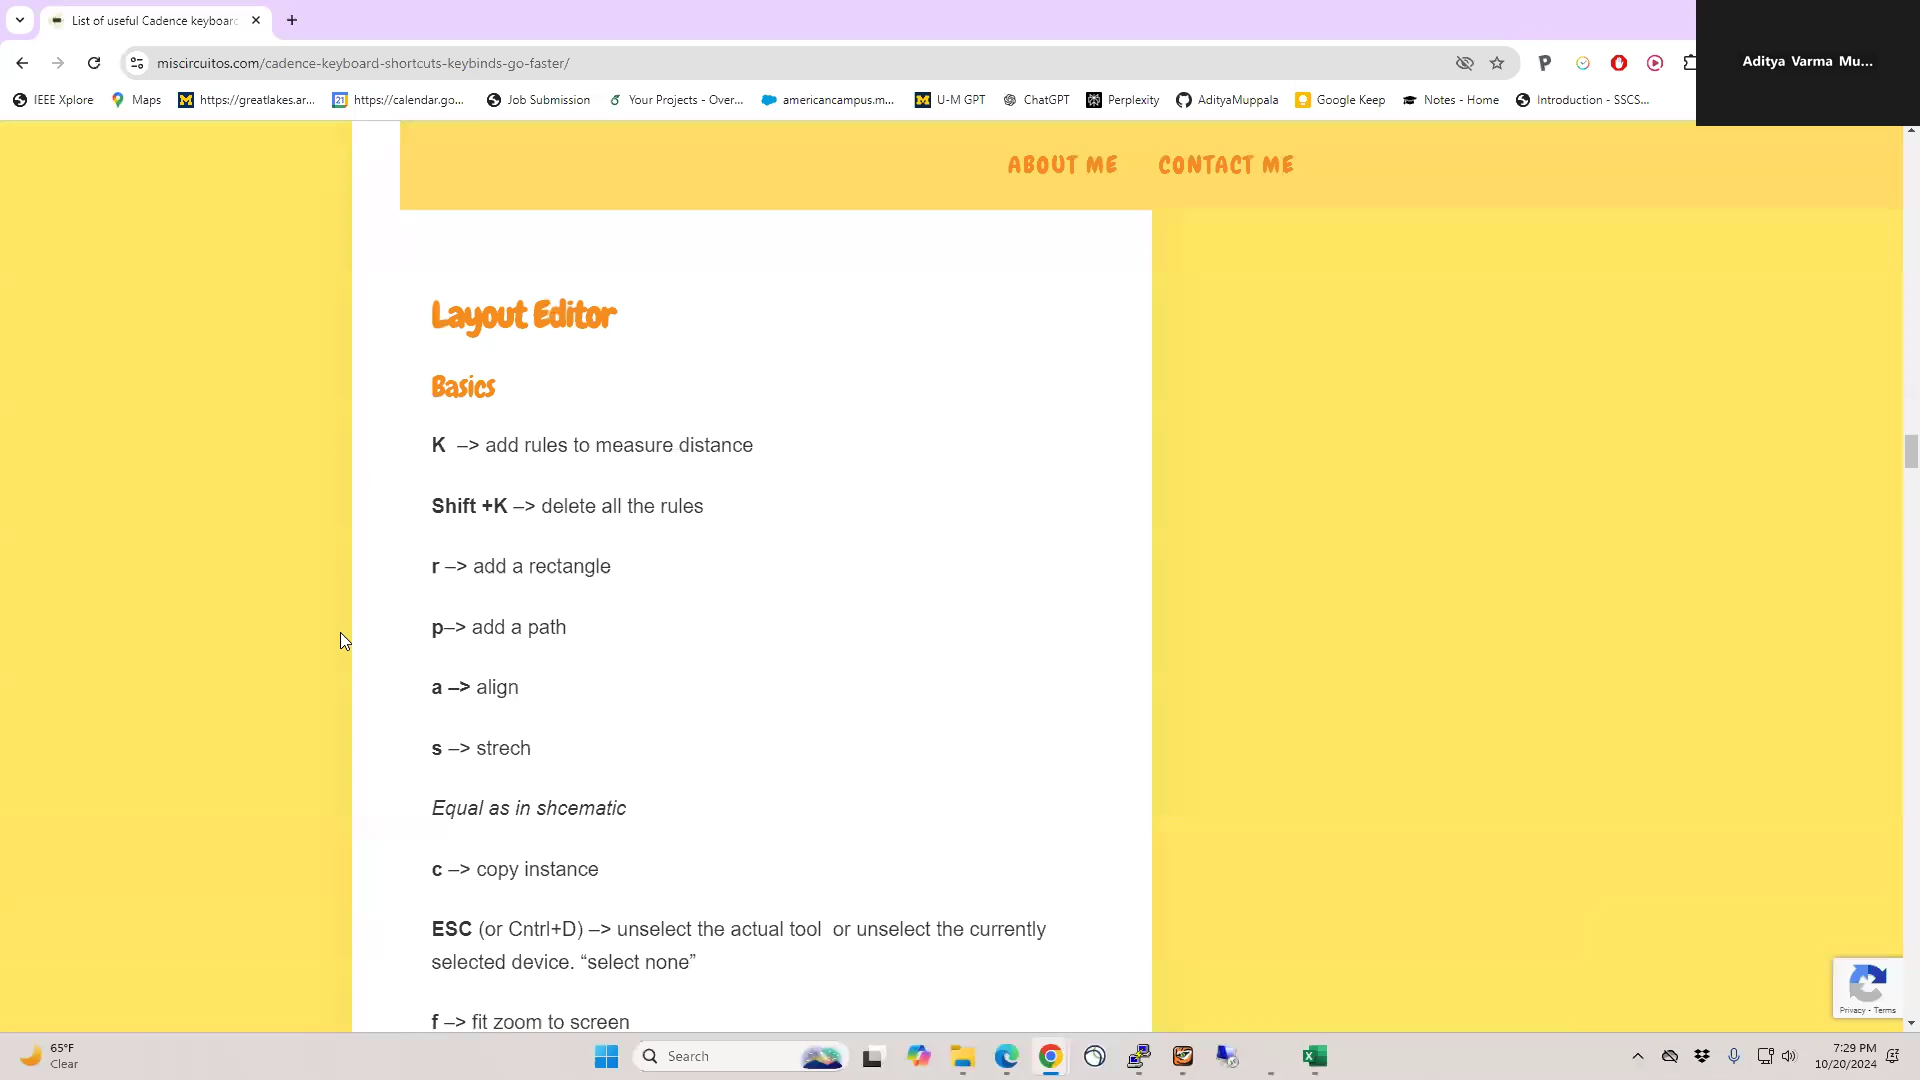 List of useful Cadence keyboard
Aditya Varma Mu...
miscircuitos.com/cadence-keyboard-shortcuts-keybinds-go-faster/
IEEE Xplore Maps https://greatlakes.ar... https://calendar.go... Job Submission Your Projects - Over... americancampus.m... U-M GPT ChatGPT Perplexity AdityaMuppala Google Keep Notes - Home Introduction - SSCS...
ABOUT ME CONTACT ME
Layout Editor
Basics
K –> add rules to measure distance
Shift +K –> delete all the rules
r –> add a rectangle
p–> add a path
a –> align
s –> strech
Equal as in shcematic
c –> copy instance
ESC (or Cntrl+D) –> unselect the actual tool or unselect the currently
selected device. “select none”
f –> fit zoom to screen
Privacy - Terms
65°F
Clear
Search
7:29 PM
10/20/2024